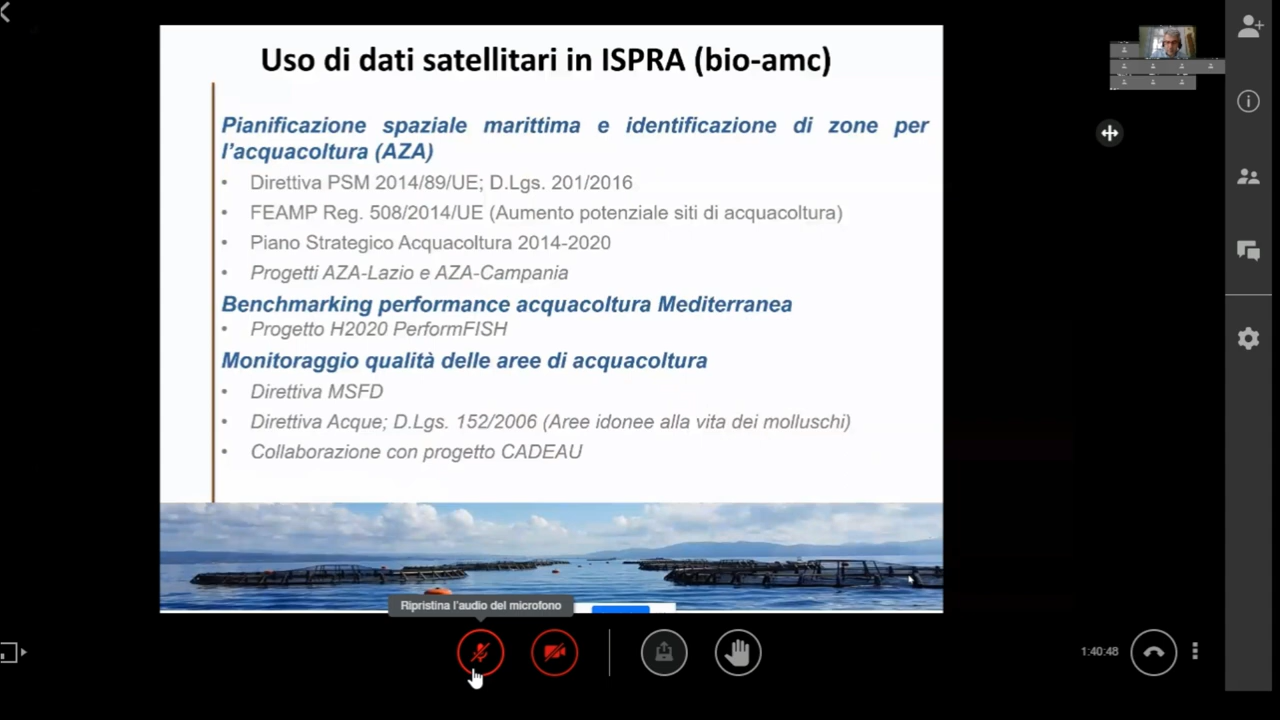 Uso di dati satellitari in ISPRA (bio-amc)
Pianificazione spaziale marittima e identificazione di zone per
l'acquacoltura (AZA)
• Direttiva PSM 2014/89/UE; D.Lgs. 201/2016
• FEAMP Reg. 508/2014/UE (Aumento potenziale siti di acquacoltura)
• Piano Strategico Acquacoltura 2014-2020
• Progetti AZA-Lazio e AZA-Campania
Benchmarking performance acquacoltura Mediterranea
• Progetto H2020 PerformFISH
Monitoraggio qualità delle aree di acquacoltura
• Direttiva MSFD
• Direttiva Acque; D.Lgs. 152/2006 (Aree idonee alla vita dei molluschi)
• Collaborazione con progetto CADEAU
Ripristina l'audio del microfono
1:40:48